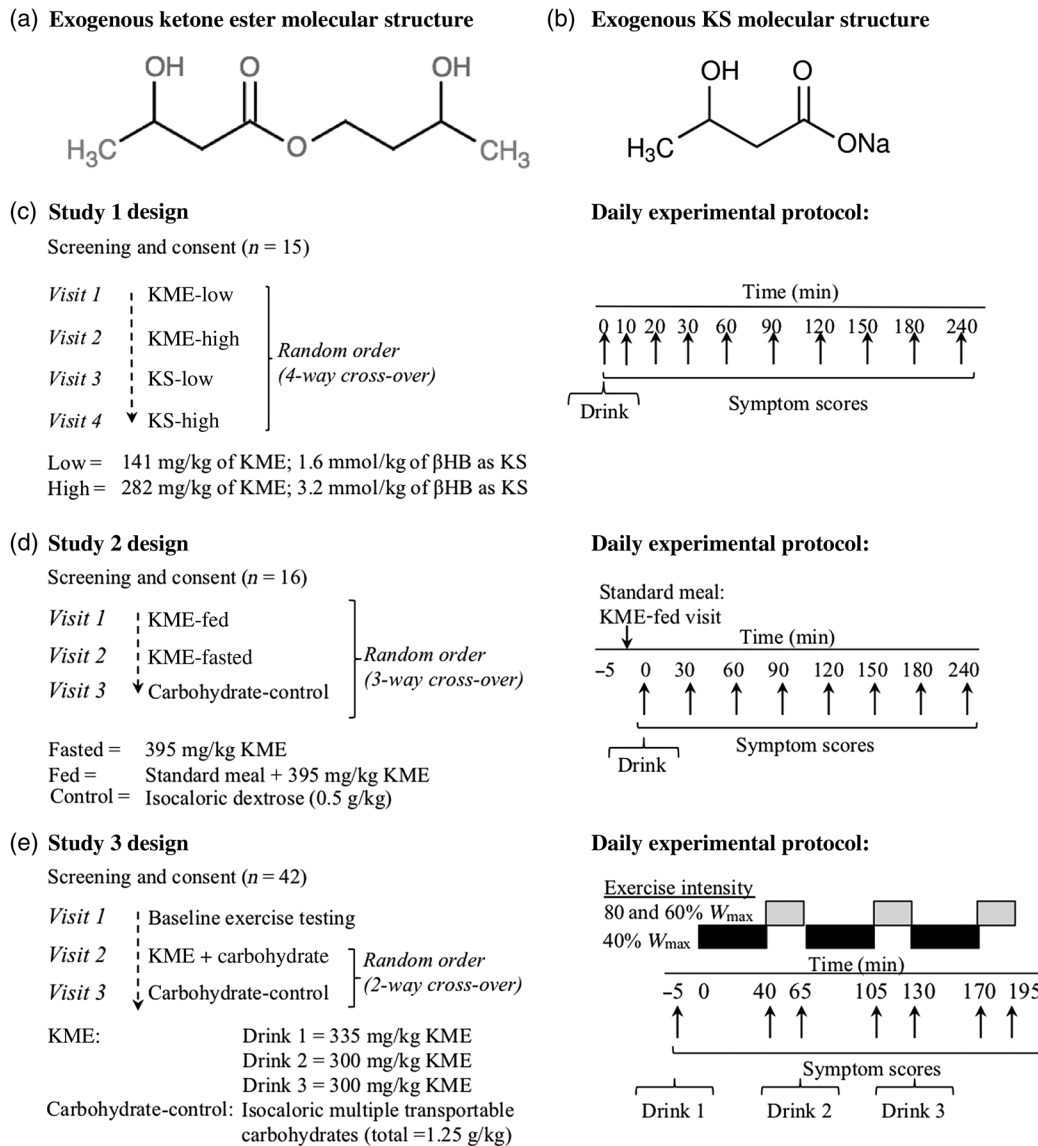 (a) Exogenous ketone ester molecular structure
OH O OH
H3C O CH3
(b) Exogenous KS molecular structure
OH O
H3C ONa
(c) Study 1 design
Screening and consent (n = 15)
Visit 1 KME-low
Visit 2 KME-high
Visit 3 KS-low
Visit 4 KS-high
Random order
(4-way cross-over)
Low = 141 mg/kg of KME; 1.6 mmol/kg of βHB as KS
High = 282 mg/kg of KME; 3.2 mmol/kg of βHB as KS
Daily experimental protocol:
Time (min)
0 10 20 30 60 90 120 150 180 240
Symptom scores
Drink
(d) Study 2 design
Screening and consent (n = 16)
Visit 1 KME-fed
Visit 2 KME-fasted
Visit 3 Carbohydrate-control
Random order
(3-way cross-over)
Fasted = 395 mg/kg KME
Fed = Standard meal + 395 mg/kg KME
Control = Isocaloric dextrose (0.5 g/kg)
Daily experimental protocol:
Standard meal:
KME-fed visit
Time (min)
–5 0 30 60 90 120 150 180 240
Symptom scores
Drink
(e) Study 3 design
Screening and consent (n = 42)
Visit 1 Baseline exercise testing
Visit 2 KME + carbohydrate
Visit 3 Carbohydrate-control
Random order
(2-way cross-over)
KME: Drink 1 = 335 mg/kg KME
Drink 2 = 300 mg/kg KME
Drink 3 = 300 mg/kg KME
Carbohydrate-control: Isocaloric multiple transportable
carbohydrates (total =1.25 g/kg)
Daily experimental protocol:
Exercise intensity
80 and 60% Wmax
40% Wmax
Time (min)
–5 0 40 65 105 130 170 195
Symptom scores
Drink 1 Drink 2 Drink 3